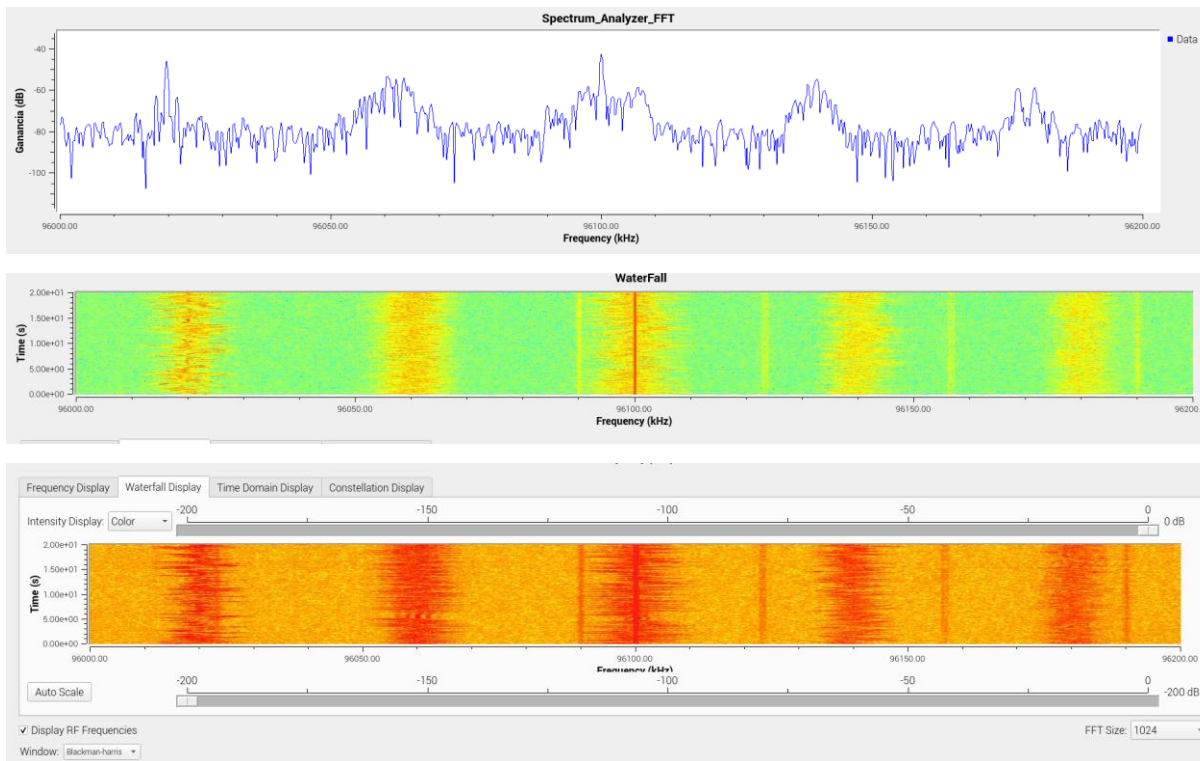 Spectrum_Analyzer_FFT
Data
-40
-60
-80
-100
Ganancia (dB)
96000.00 96050.00 96100.00 96150.00 96200.00
Frequency (kHz)
WaterFall
2.00e+01
1.50e+01
1.00e+01
5.00e+00
0.00e+00
Time (s)
96000.00 96050.00 96100.00 96150.00 96200.
Frequency (kHz)
Frequency Display Waterfall Display Time Domain Display Constellation Display
-200 -150 -100 -50 0
Intensity Display: Color 0 dB
2.00e+01
1.50e+01
1.00e+01
5.00e+00
0.00e+00
Time (s)
96000.00 96050.00 96100.00 96150.00 96200.00
Frequency (kHz)
-200 -150 -100 -50 0
Auto Scale -200 dB
Display RF Frequencies FFT Size: 1024
Window: Blackman-harris